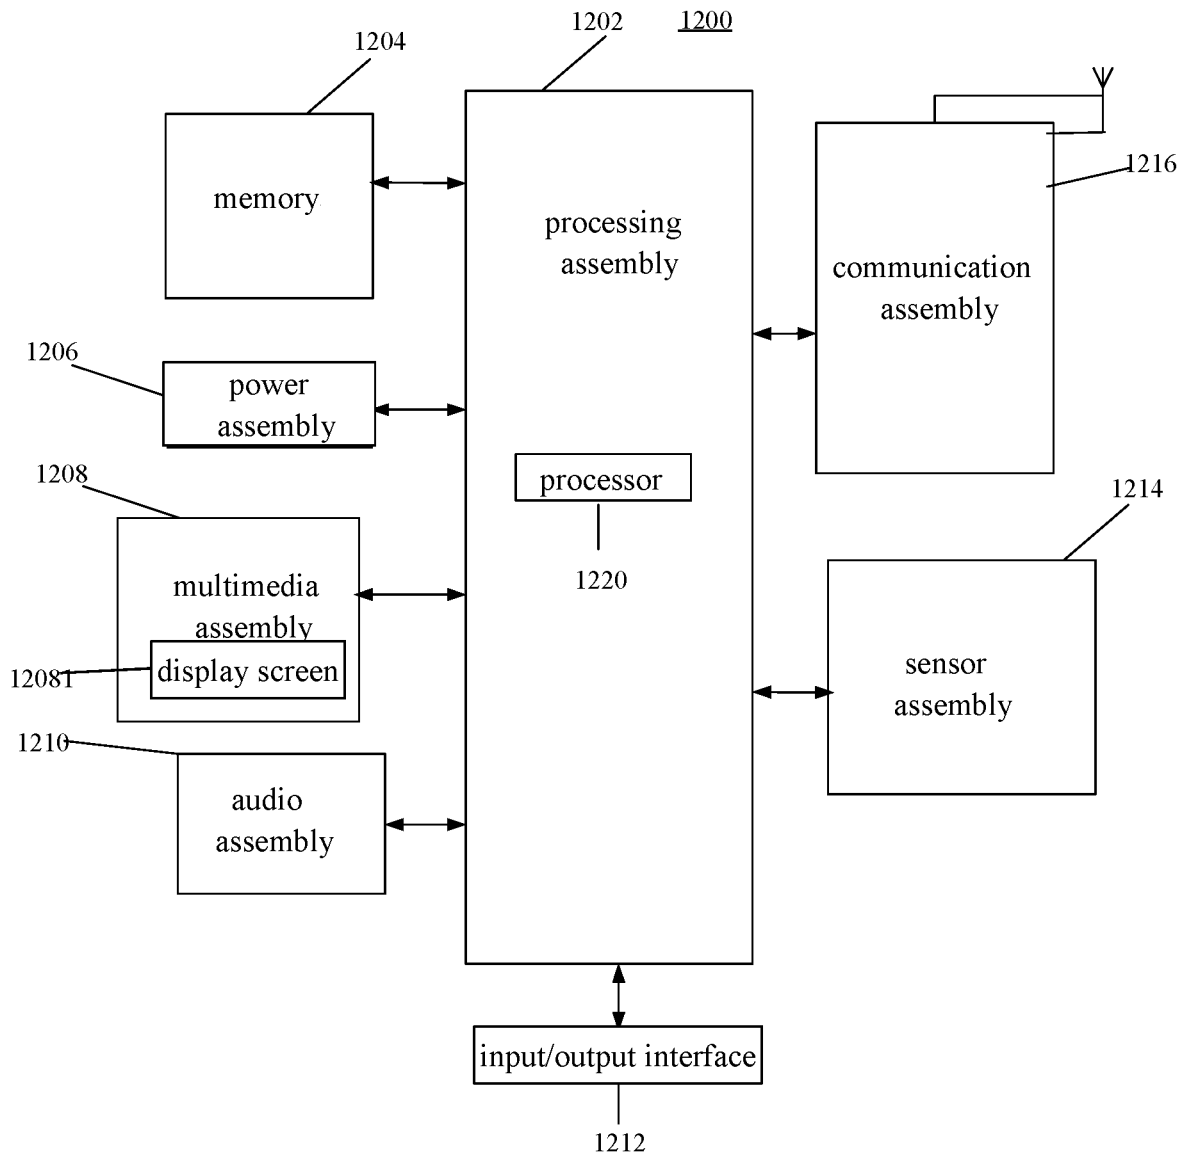 1202
1200
1204
memory
processing
assembly
1216
communication
assembly
1206
power
assembly
1208
processor
1214
multimedia
assembly
1220
12081
display screen
sensor
assembly
1210
audio
assembly
input/output interface
1212